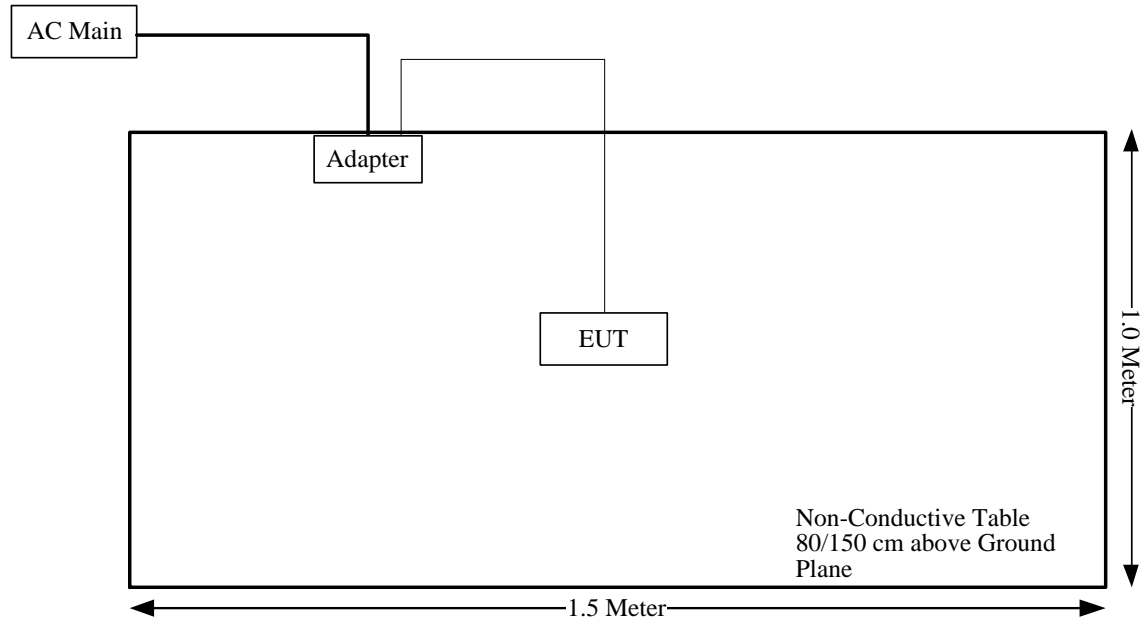 AC Main
Adapter
EUT
1.0 Meter
Non-Conductive Table
80/150 cm above Ground
Plane
1.5 Meter